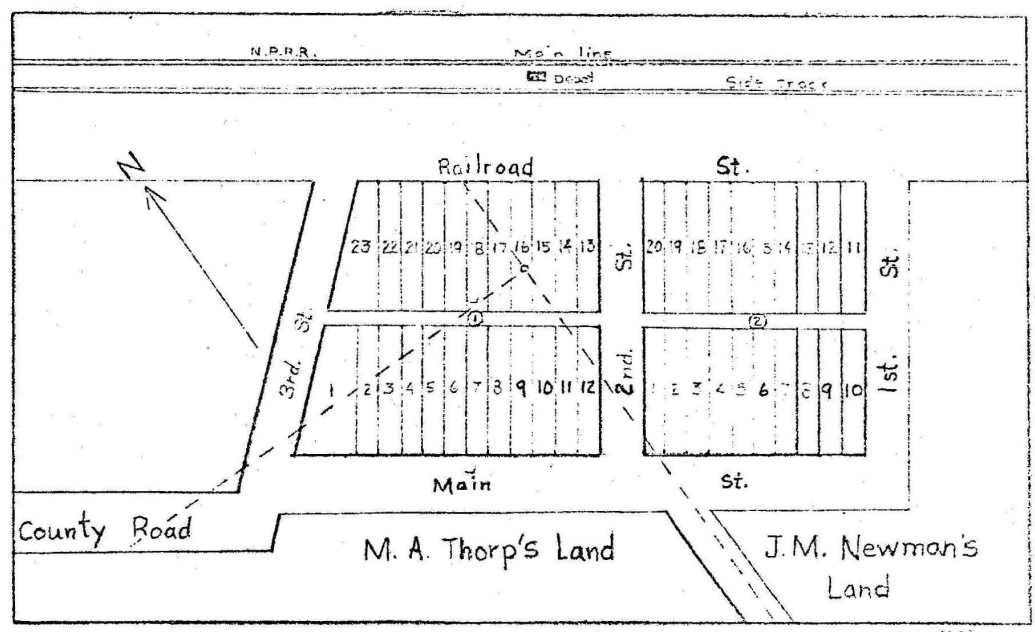 N.P.R.R. Main line
Side Track
N
Railroad St.
23 22 21 20 19 18 17 16 15 14 13
20 19 18 17 16 15 14 13 12 11
St.
St.
St.
1
2
1 2 3 4 5 6 7 8 9 10 11 12
1 2 3 4 5 6 7 8 9 10
3rd.
2nd.
1st.
Main St.
County Road
M. A. Thorp's Land
J.M. Newman's
Land